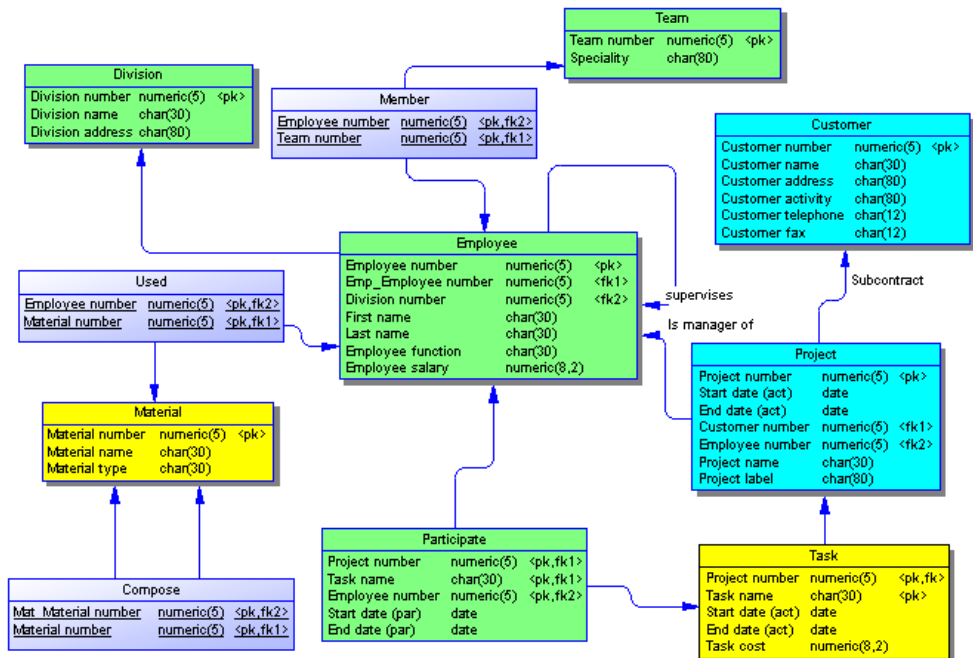 Team
Team number numeric(5) <pk>
Speciality char(80)
Division
Division number numeric(5) <pk>
Division name char(30)
Division address char(80)
Member
Employee number numeric(5) <pk,fk2>
Team number numeric(5) <pk,fk1>
Customer
Customer number numeric(5) <pk>
Customer name char(30)
Customer address char(80)
Customer activity char(80)
Customer telephone char(12)
Customer fax char(12)
Employee
Employee number numeric(5) <pk>
Emp_Employee number numeric(5) <fk1>
Division number numeric(5) <fk2>
First name char(30)
Last name char(30)
Employee function char(30)
Employee salary numeric(8,2)
supervises
Is manager of
Subcontract
Used
Employee number numeric(5) <pk,fk2>
Material number numeric(5) <pk,fk1>
Project
Project number numeric(5) <pk>
Start date (act) date
End date (act) date
Customer number numeric(5) <fk1>
Employee number numeric(5) <fk2>
Project name char(30)
Project label char(80)
Material
Material number numeric(5) <pk>
Material name char(30)
Material type char(30)
Participate
Project number numeric(5) <pk,fk1>
Task name char(30) <pk,fk1>
Employee number numeric(5) <pk,fk2>
Start date (par) date
End date (par) date
Task
Project number numeric(5) <pk,fk>
Task name char(30) <pk>
Start date (act) date
End date (act) date
Task cost numeric(8,2)
Compose
Mat_Material number numeric(5) <pk,fk2>
Material number numeric(5) <pk,fk1>